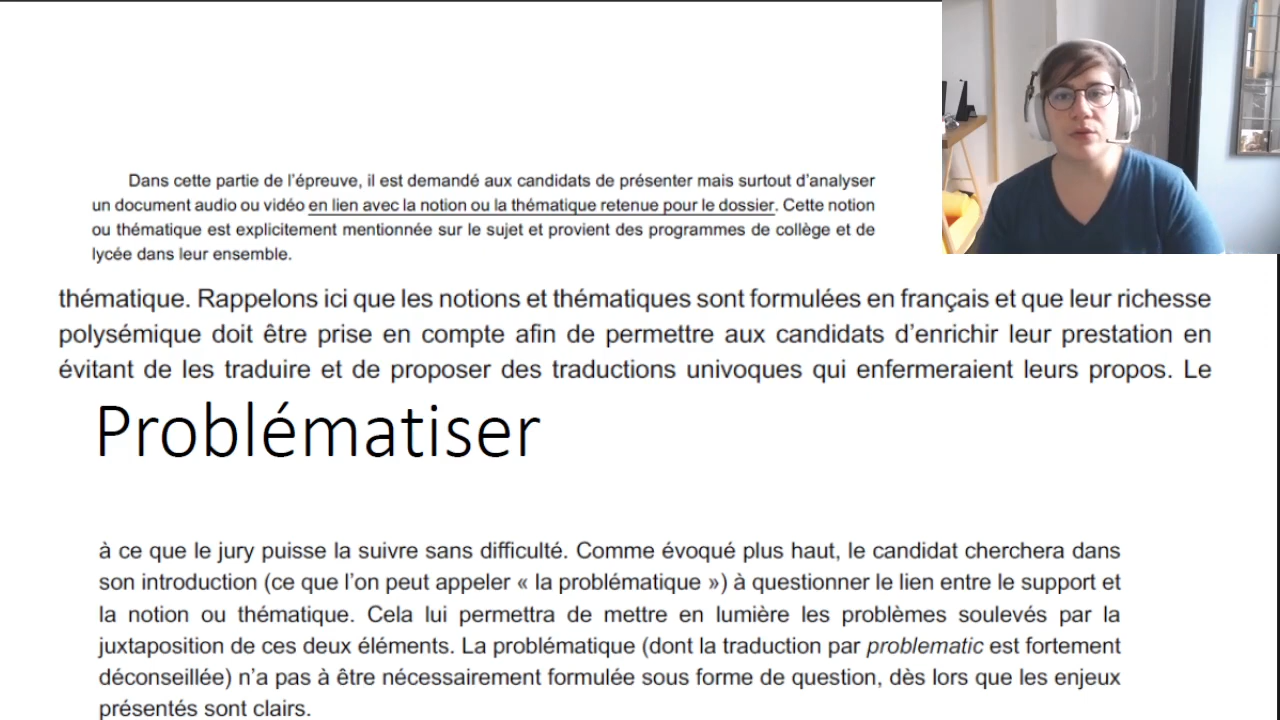 Dans cette partie de l’épreuve, il est demandé aux candidats de présenter mais surtout d’analyser
un document audio ou vidéo en lien avec la notion ou la thématique retenue pour le dossier. Cette notion
ou thématique est explicitement mentionnée sur le sujet et provient des programmes de collège et de
lycée dans leur ensemble.
thématique. Rappelons ici que les notions et thématiques sont formulées en français et que leur richesse
polysémique doit être prise en compte afin de permettre aux candidats d’enrichir leur prestation en
évitant de les traduire et de proposer des traductions univoques qui enfermeraient leurs propos. Le
Problématiser
à ce que le jury puisse la suivre sans difficulté. Comme évoqué plus haut, le candidat cherchera dans
son introduction (ce que l’on peut appeler « la problématique ») à questionner le lien entre le support et
la notion ou thématique. Cela lui permettra de mettre en lumière les problèmes soulevés par la
juxtaposition de ces deux éléments. La problématique (dont la traduction par problematic est fortement
déconseillée) n’a pas à être nécessairement formulée sous forme de question, dès lors que les enjeux
présentés sont clairs.